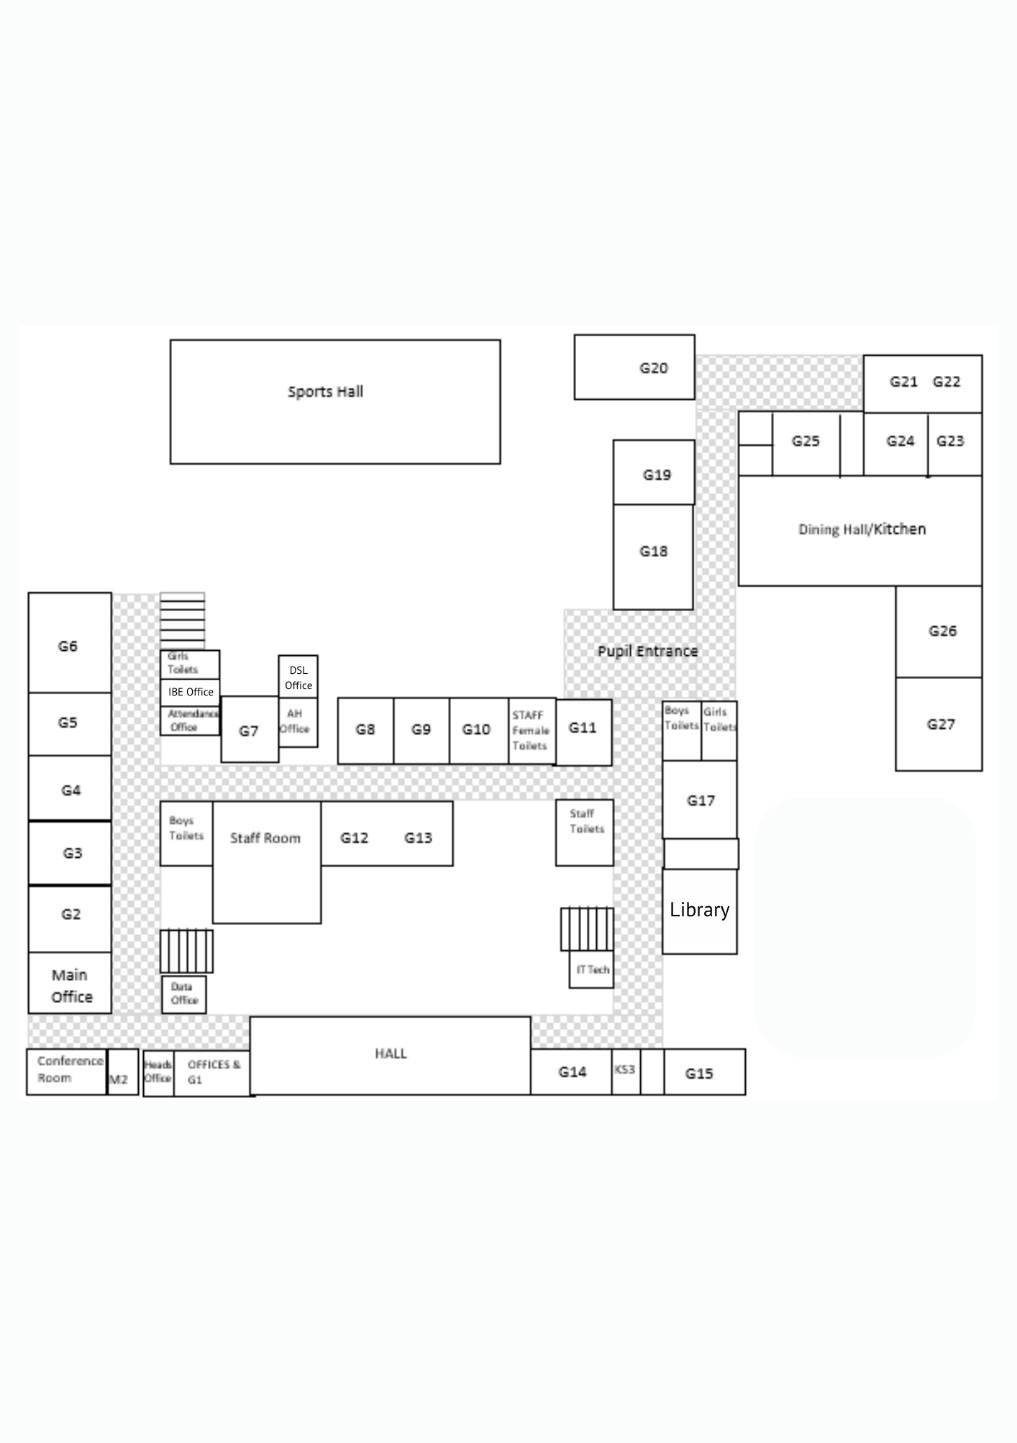 Sports Hall
G20
G21 G22
G19
G25
G24
G23
Dining Hall/Kitchen
G18
G26
G27
Pupil Entrance
G6
G5
G4
G3
G2
Main
Office
Girls
Toilets
IBE Office
Attendance
Office
G7
DSL
Office
AH
Office
G8
G9
G10
STAFF
Female
Toilets
G11
Boys
Toilets
Girls
Toilets
G17
Library
Boys
Toilets
Staff Room
G12
G13
Staff
Toilets
IT Tech
Data
Office
Conference
Room
M2
Heads
Office
OFFICES &
G1
HALL
G14
KS3
G15